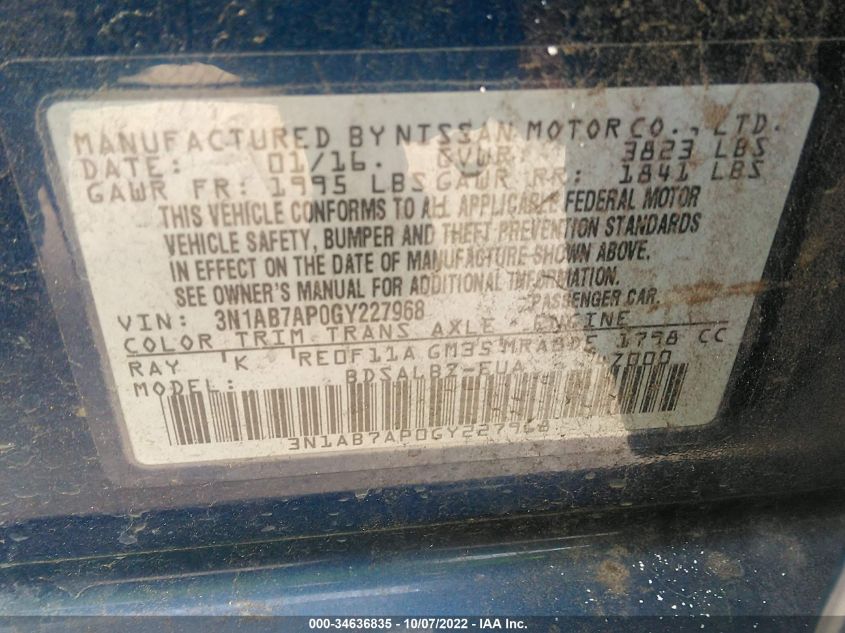 MANUFACTURED BY NISSAN MOTOR CO., LTD.
DATE: 01/16. GVWR 3823 LBS
GAWR FR: 1995 LBS GAWR RR: 1841 LBS
THIS VEHICLE CONFORMS TO ALL APPLICABLE FEDERAL MOTOR
VEHICLE SAFETY, BUMPER AND THEFT PREVENTION STANDARDS
IN EFFECT ON THE DATE OF MANUFACTURE SHOWN ABOVE.
SEE OWNER'S MANUAL FOR ADDITIONAL INFORMATION.
VIN: 3N1AB7AP0GY227968 PASSENGER CAR
COLOR TRIM TRANS AXLE ENGINE
RAY K RE0F11A GM35 1798 CC
MODEL 7000
3N1AB7AP0GY227968
000-34636835 - 10/07/2022 - IAA Inc.